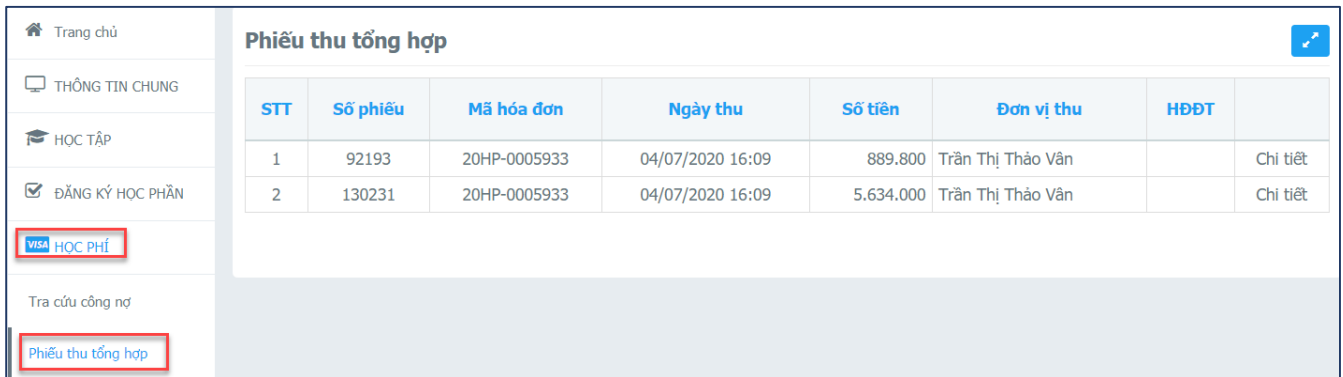 Trang chủ
THÔNG TIN CHUNG
HỌC TẬP
ĐĂNG KÝ HỌC PHẦN
VISA HỌC PHÍ
Tra cứu công nợ
Phiếu thu tổng hợp
Phiếu thu tổng hợp
STT Số phiếu Mã hóa đơn Ngày thu Số tiền Đơn vị thu HĐĐT
1 92193 20HP-0005933 04/07/2020 16:09 889.800 Trần Thị Thảo Vân Chi tiết
2 130231 20HP-0005933 04/07/2020 16:09 5.634.000 Trần Thị Thảo Vân Chi tiết